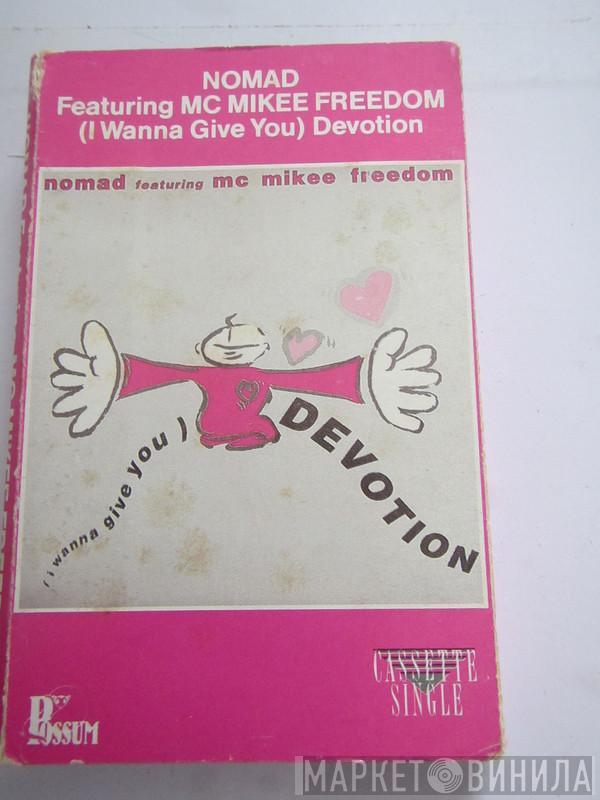 NOMAD
Featuring MC MIKEE FREEDOM
(I Wanna Give You) Devotion
nomad featuring mc mikee freedom
(i wanna give you)
DEVOTION
CASSETTE
SINGLE
POSSUM
МАРКЕТ ВИНИЛА